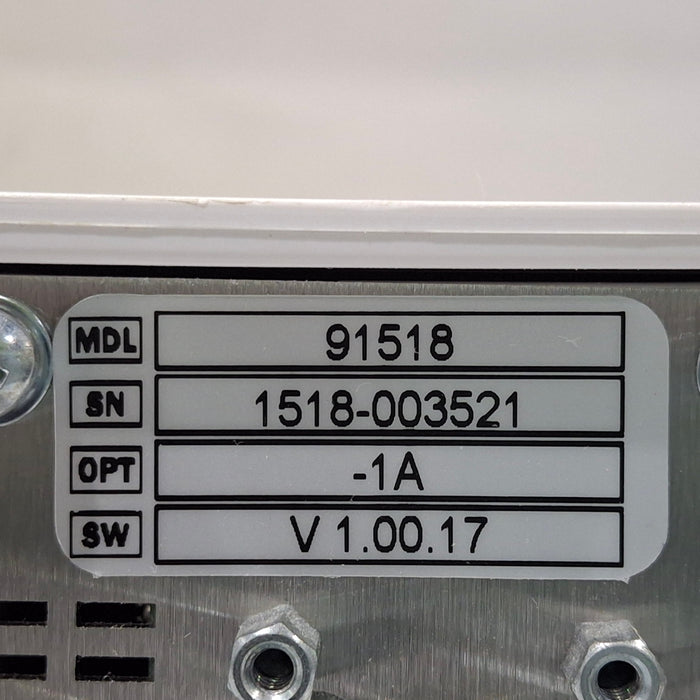 MDL 91518
SN 1518-003521
OPT -1A
SW V 1.00.17